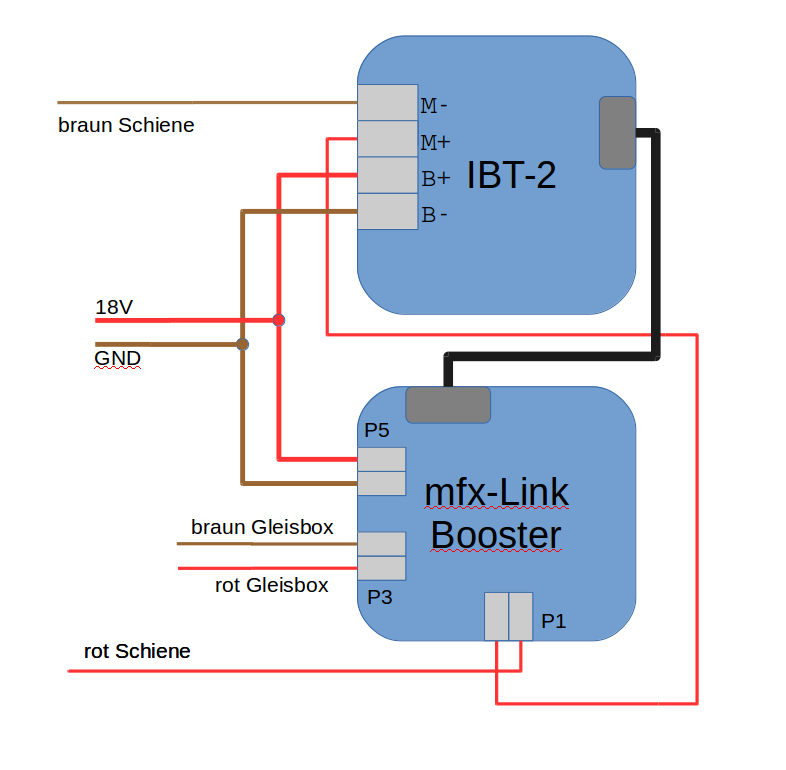 M-
braun Schiene
M+
B+
IBT-2
B-
18V
GND
P5
mfx-Link
Booster
braun Gleisbox
rot Gleisbox
P3
P1
rot Schiene